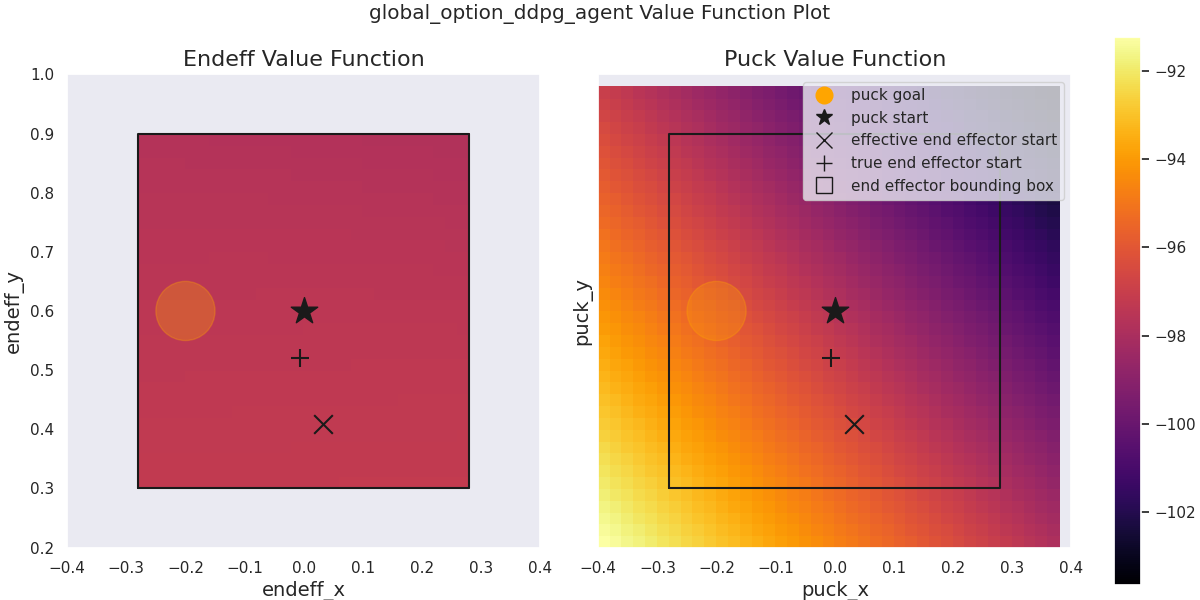 global_option_ddpg_agent Value Function Plot
Endeff Value Function
1.0
0.9
0.8
0.7
0.6
0.5
0.4
0.3
0.2
endeff_y
−0.4 −0.3 −0.2 −0.1 0.0 0.1 0.2 0.3 0.4
endeff_x
Puck Value Function
puck goal
puck start
effective end effector start
true end effector start
end effector bounding box
puck_y
−0.4 −0.3 −0.2 −0.1 0.0 0.1 0.2 0.3 0.4
puck_x
−92
−94
−96
−98
−100
−102